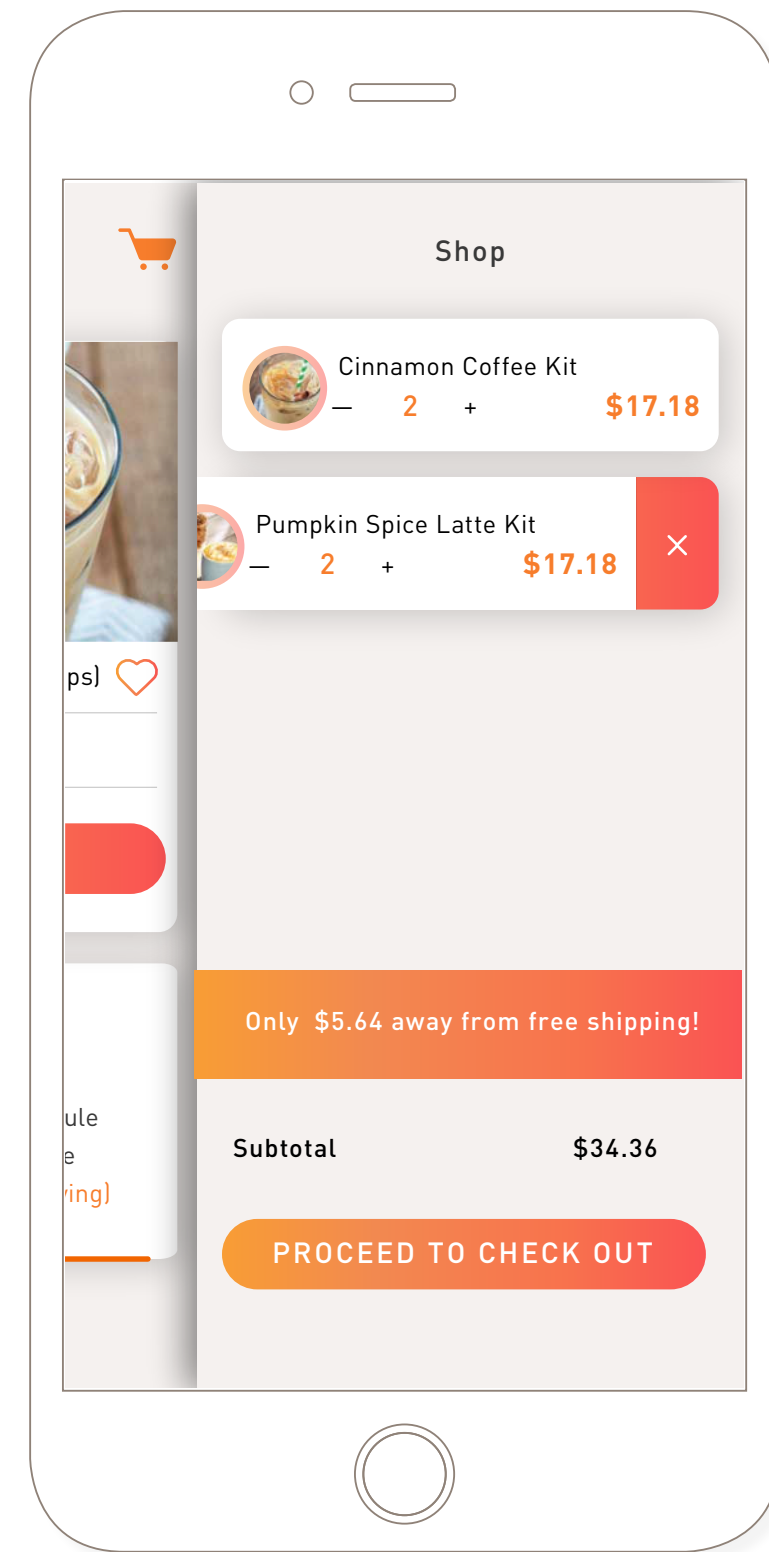 Shop
Cinnamon Coffee Kit
— 2 + $17.18
Pumpkin Spice Latte Kit
— 2 + $17.18
ps)
Only $5.64 away from free shipping!
ule
e
ving)
Subtotal $34.36
PROCEED TO CHECK OUT